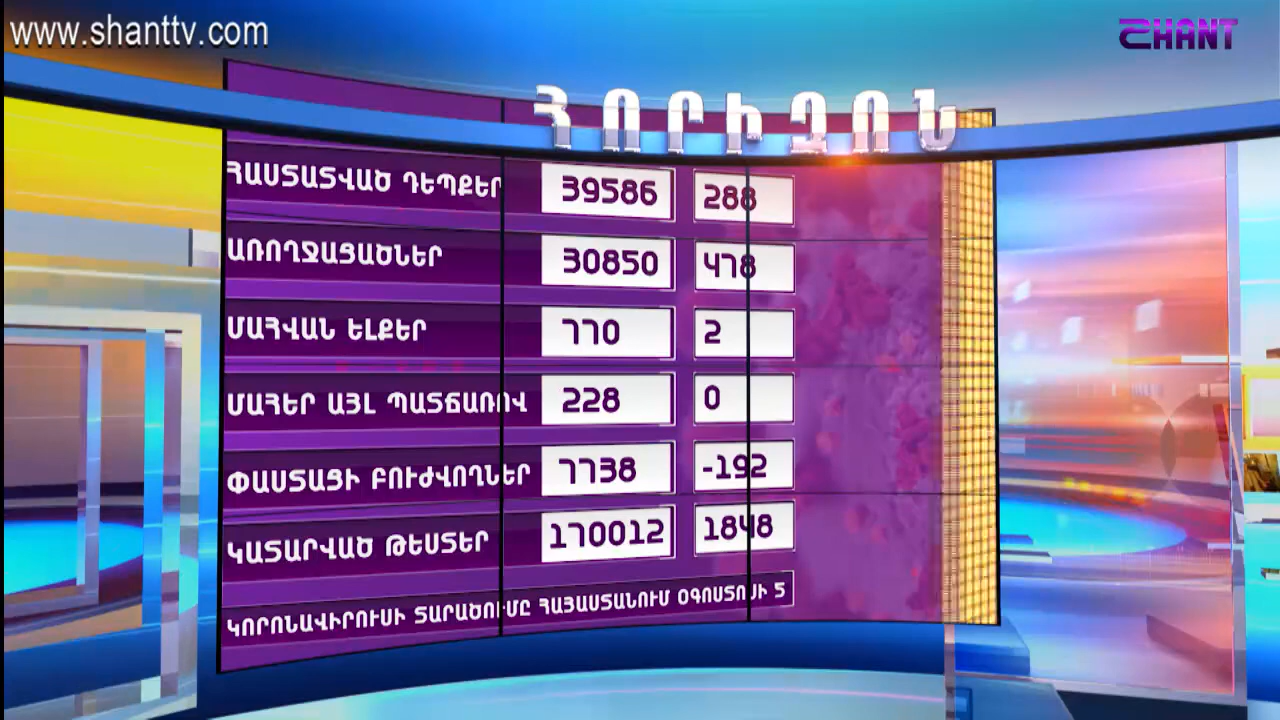 www.shanttv.com
SHANT
ՀՈՐԻԶՈՆ
ՀԱՍՏԱՏՎԱԾ ԴԵՊՔԵՐ 39586 288
ԱՌՈՂՋԱՑԱԾՆԵՐ 30850 478
ՄԱՀՎԱՆ ԵԼՔԵՐ 770 2
ՄԱՀԵՐ ԱՅԼ ՊԱՏՃԱՌՈՎ 228 0
ՓԱՍՏԱՑԻ ԲՈՒԺՎՈՂՆԵՐ 7738 -192
ԿԱՏԱՐՎԱԾ ԹԵՍՏԵՐ 170012 1848
ԿՈՐՈՆԱՎԻՐՈՒՍԻ ՏԱՐԱԾՈՒՄԸ ՀԱՅԱՍՏԱՆՈՒՄ ՕԳՈՍՏՈՍԻ 5